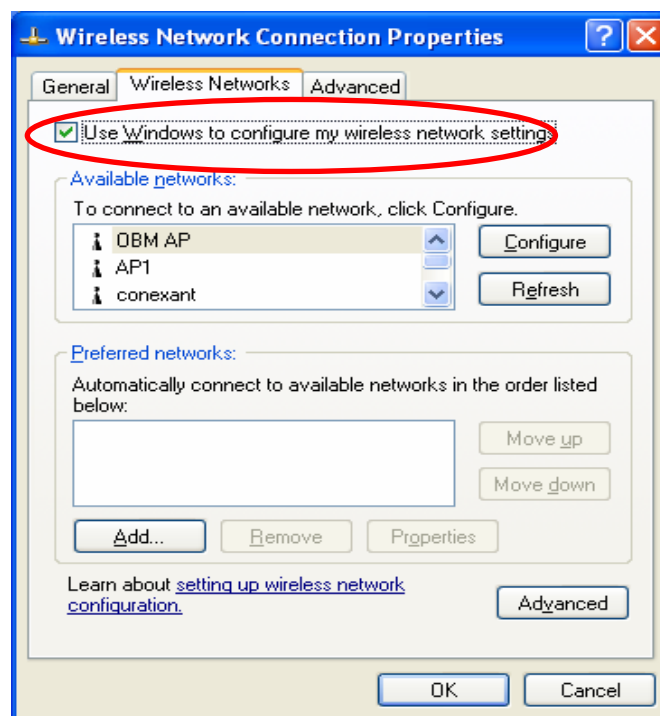 Wireless Network Connection Properties
General Wireless Networks Advanced
Use Windows to configure my wireless network settings
Available networks:
To connect to an available network, click Configure.
OBM AP
AP1
conexant
Configure
Refresh
Preferred networks:
Automatically connect to available networks in the order listed
below:
Move up
Move down
Add... Remove Properties
Learn about setting up wireless network
configuration.
Advanced
OK Cancel